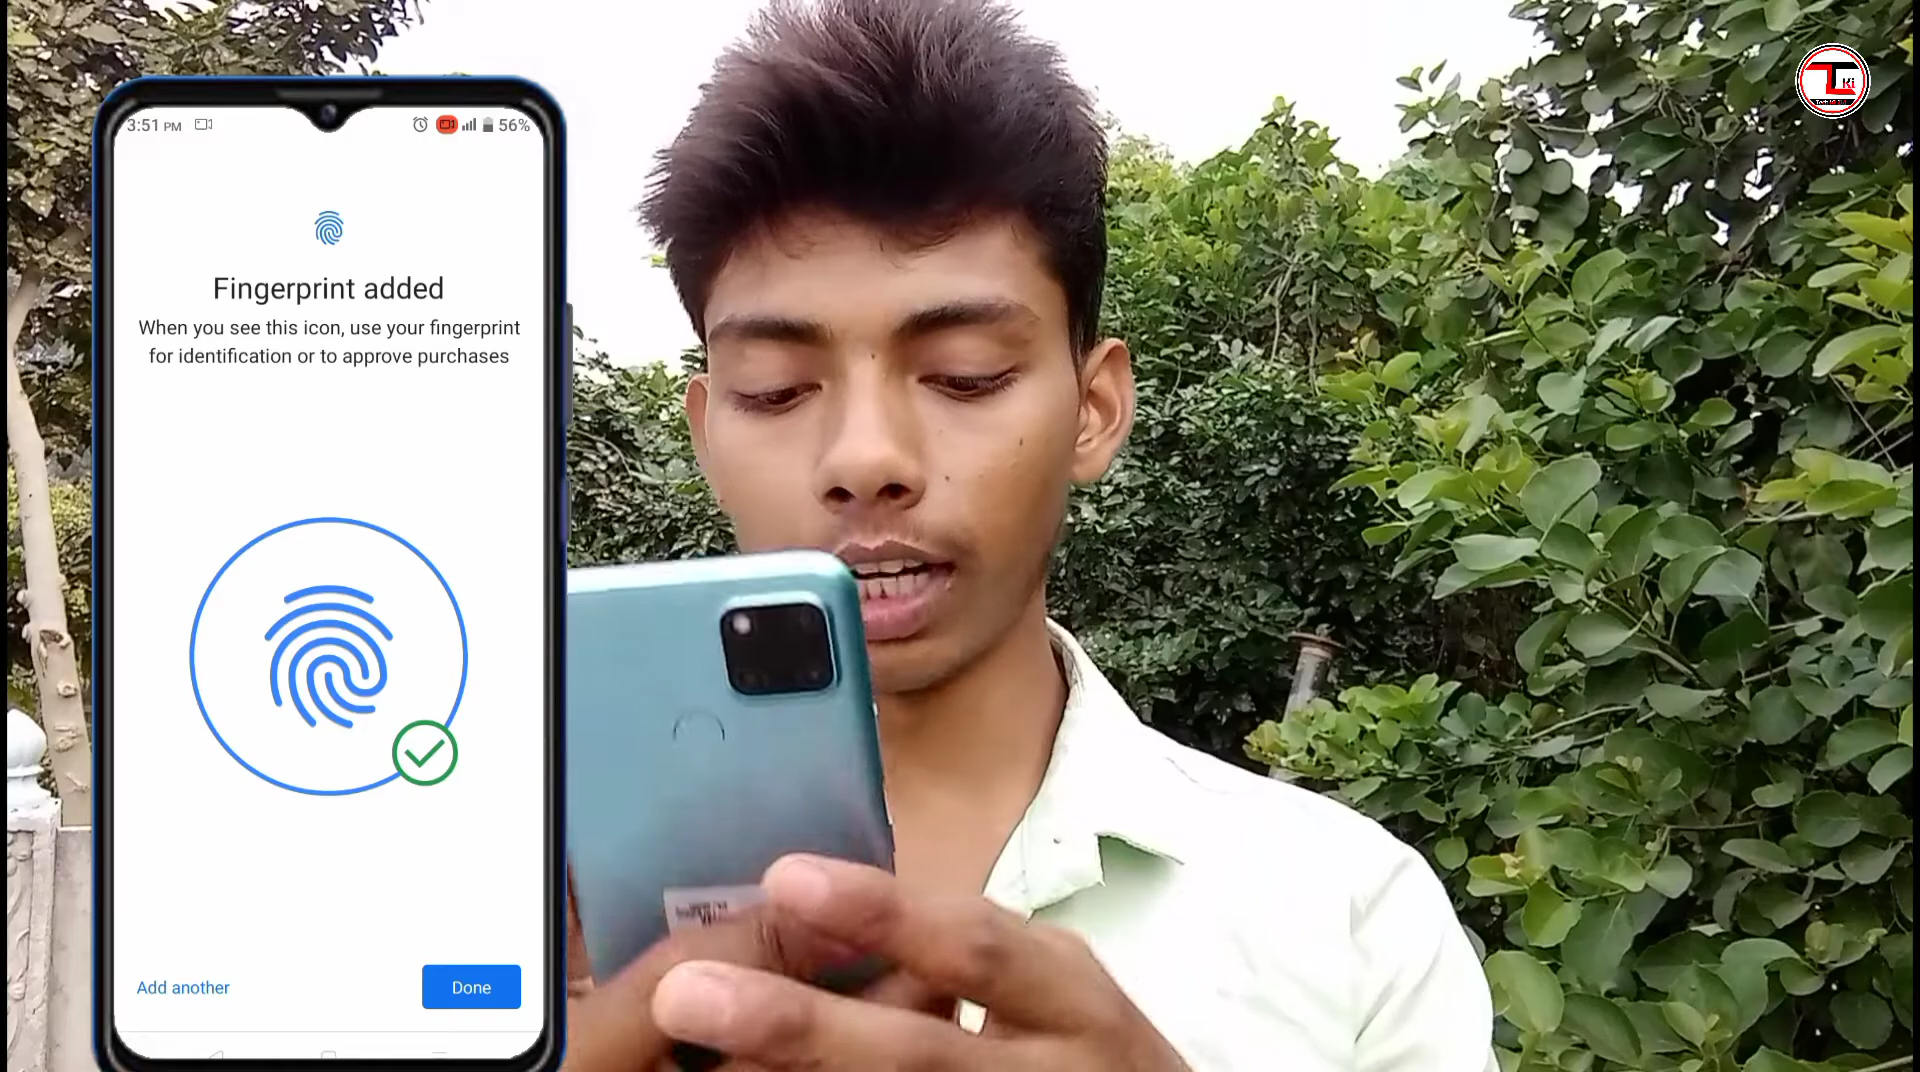 3:51 PM
56%
Fingerprint added
When you see this icon, use your fingerprint
for identification or to approve purchases
Add another
Done
Ki